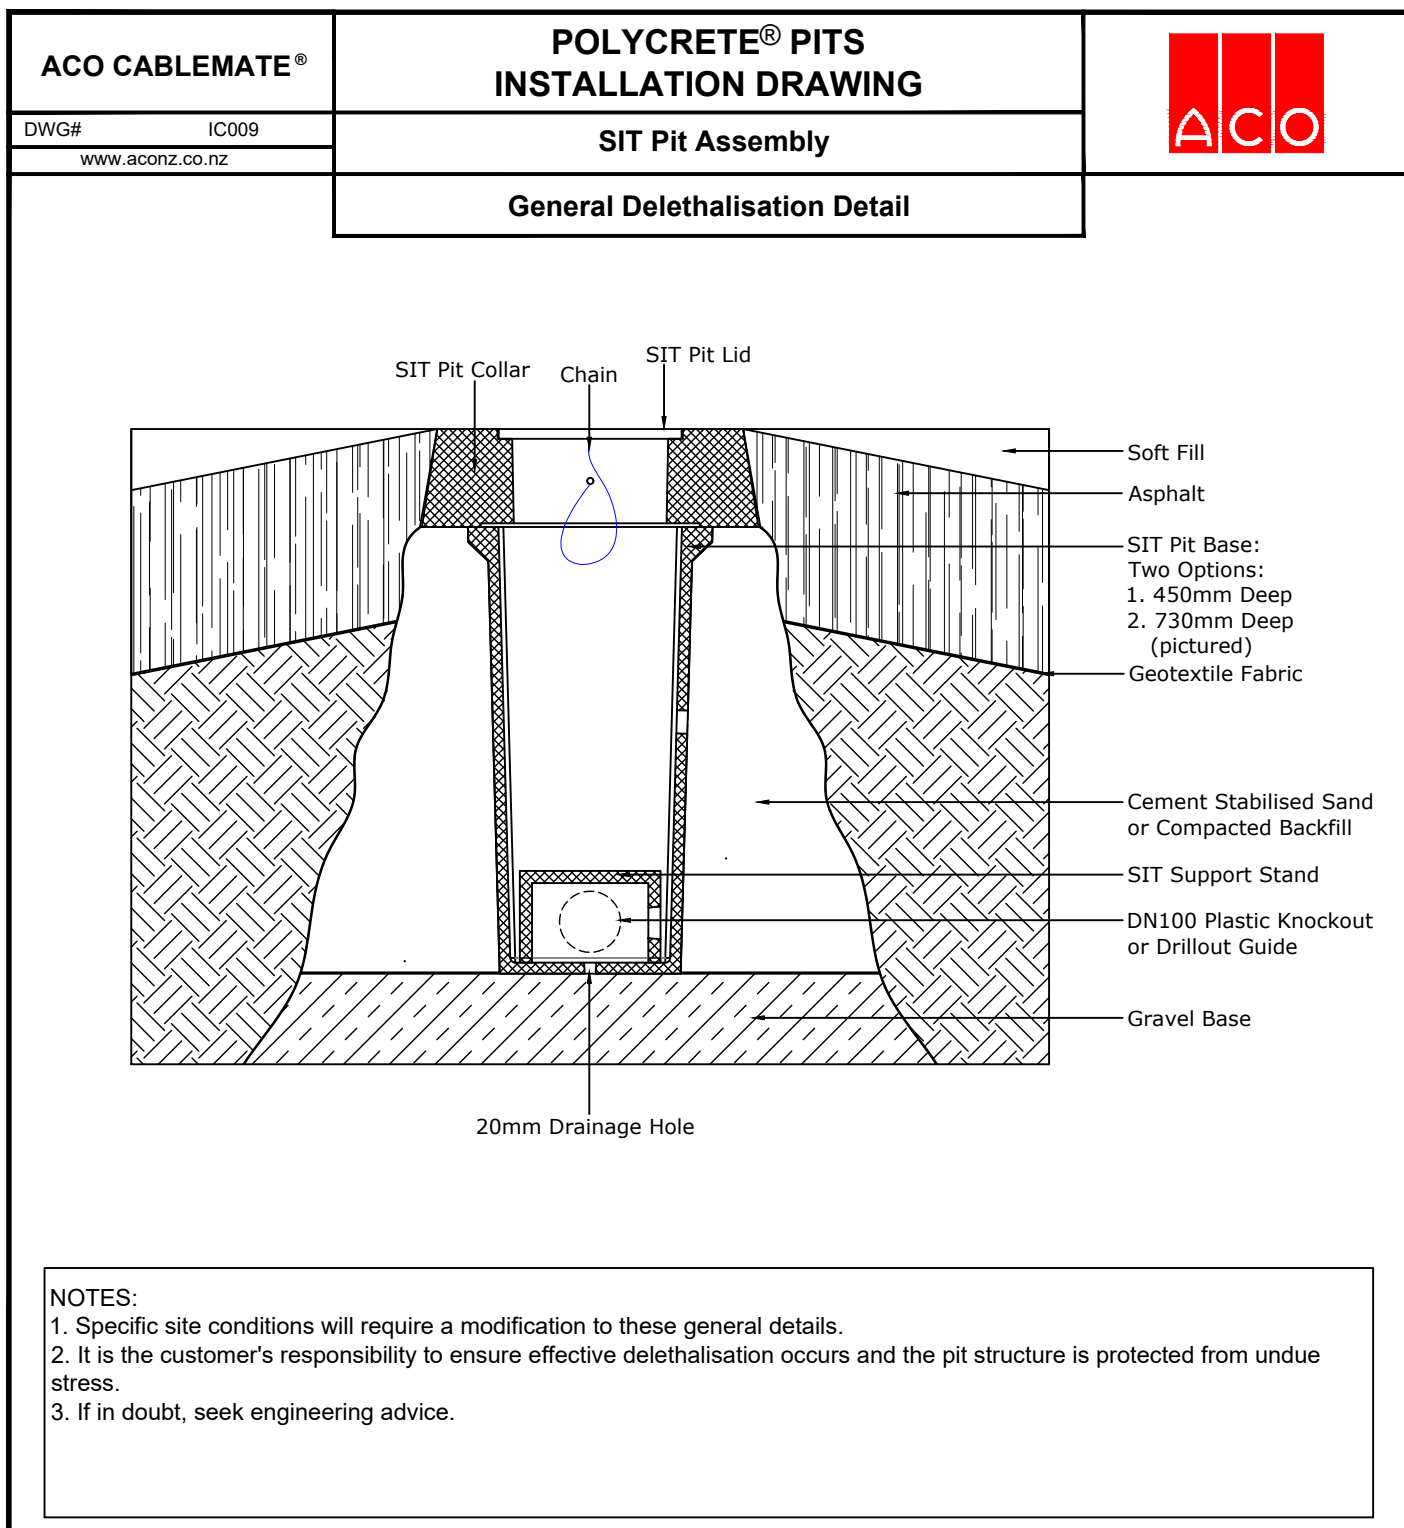 ACO CABLEMATE®
DWG# IC009
www.aconz.co.nz
POLYCRETE® PITS
INSTALLATION DRAWING
SIT Pit Assembly
General Delethalisation Detail
ACO
SIT Pit Collar
Chain
SIT Pit Lid
Soft Fill
Asphalt
SIT Pit Base:
Two Options:
1. 450mm Deep
2. 730mm Deep
(pictured)
Geotextile Fabric
Cement Stabilised Sand
or Compacted Backfill
SIT Support Stand
DN100 Plastic Knockout
or Drillout Guide
Gravel Base
20mm Drainage Hole
NOTES:
1. Specific site conditions will require a modification to these general details.
2. It is the customer's responsibility to ensure effective delethalisation occurs and the pit structure is protected from undue
stress.
3. If in doubt, seek engineering advice.